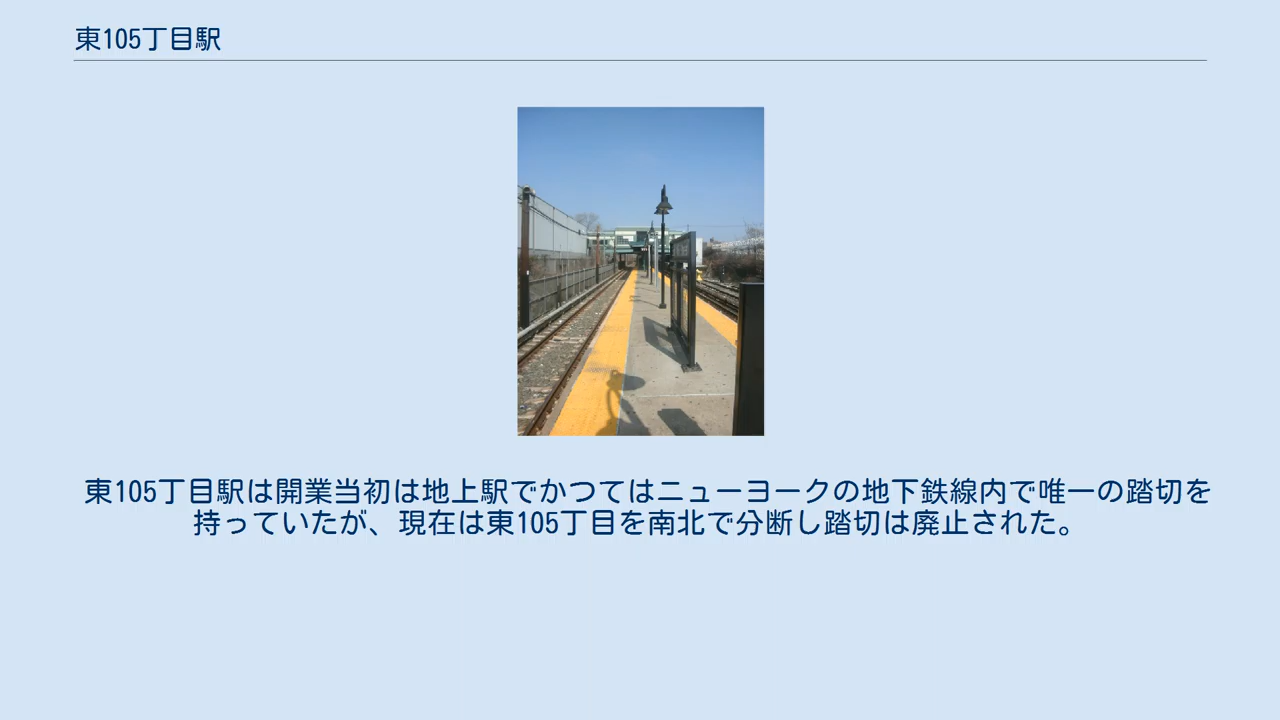 東105丁目駅
東105丁目駅は開業当初は地上駅でかつてはニューヨークの地下鉄線内で唯一の踏切を
持っていたが、現在は東105丁目を南北で分断し踏切は廃止された。